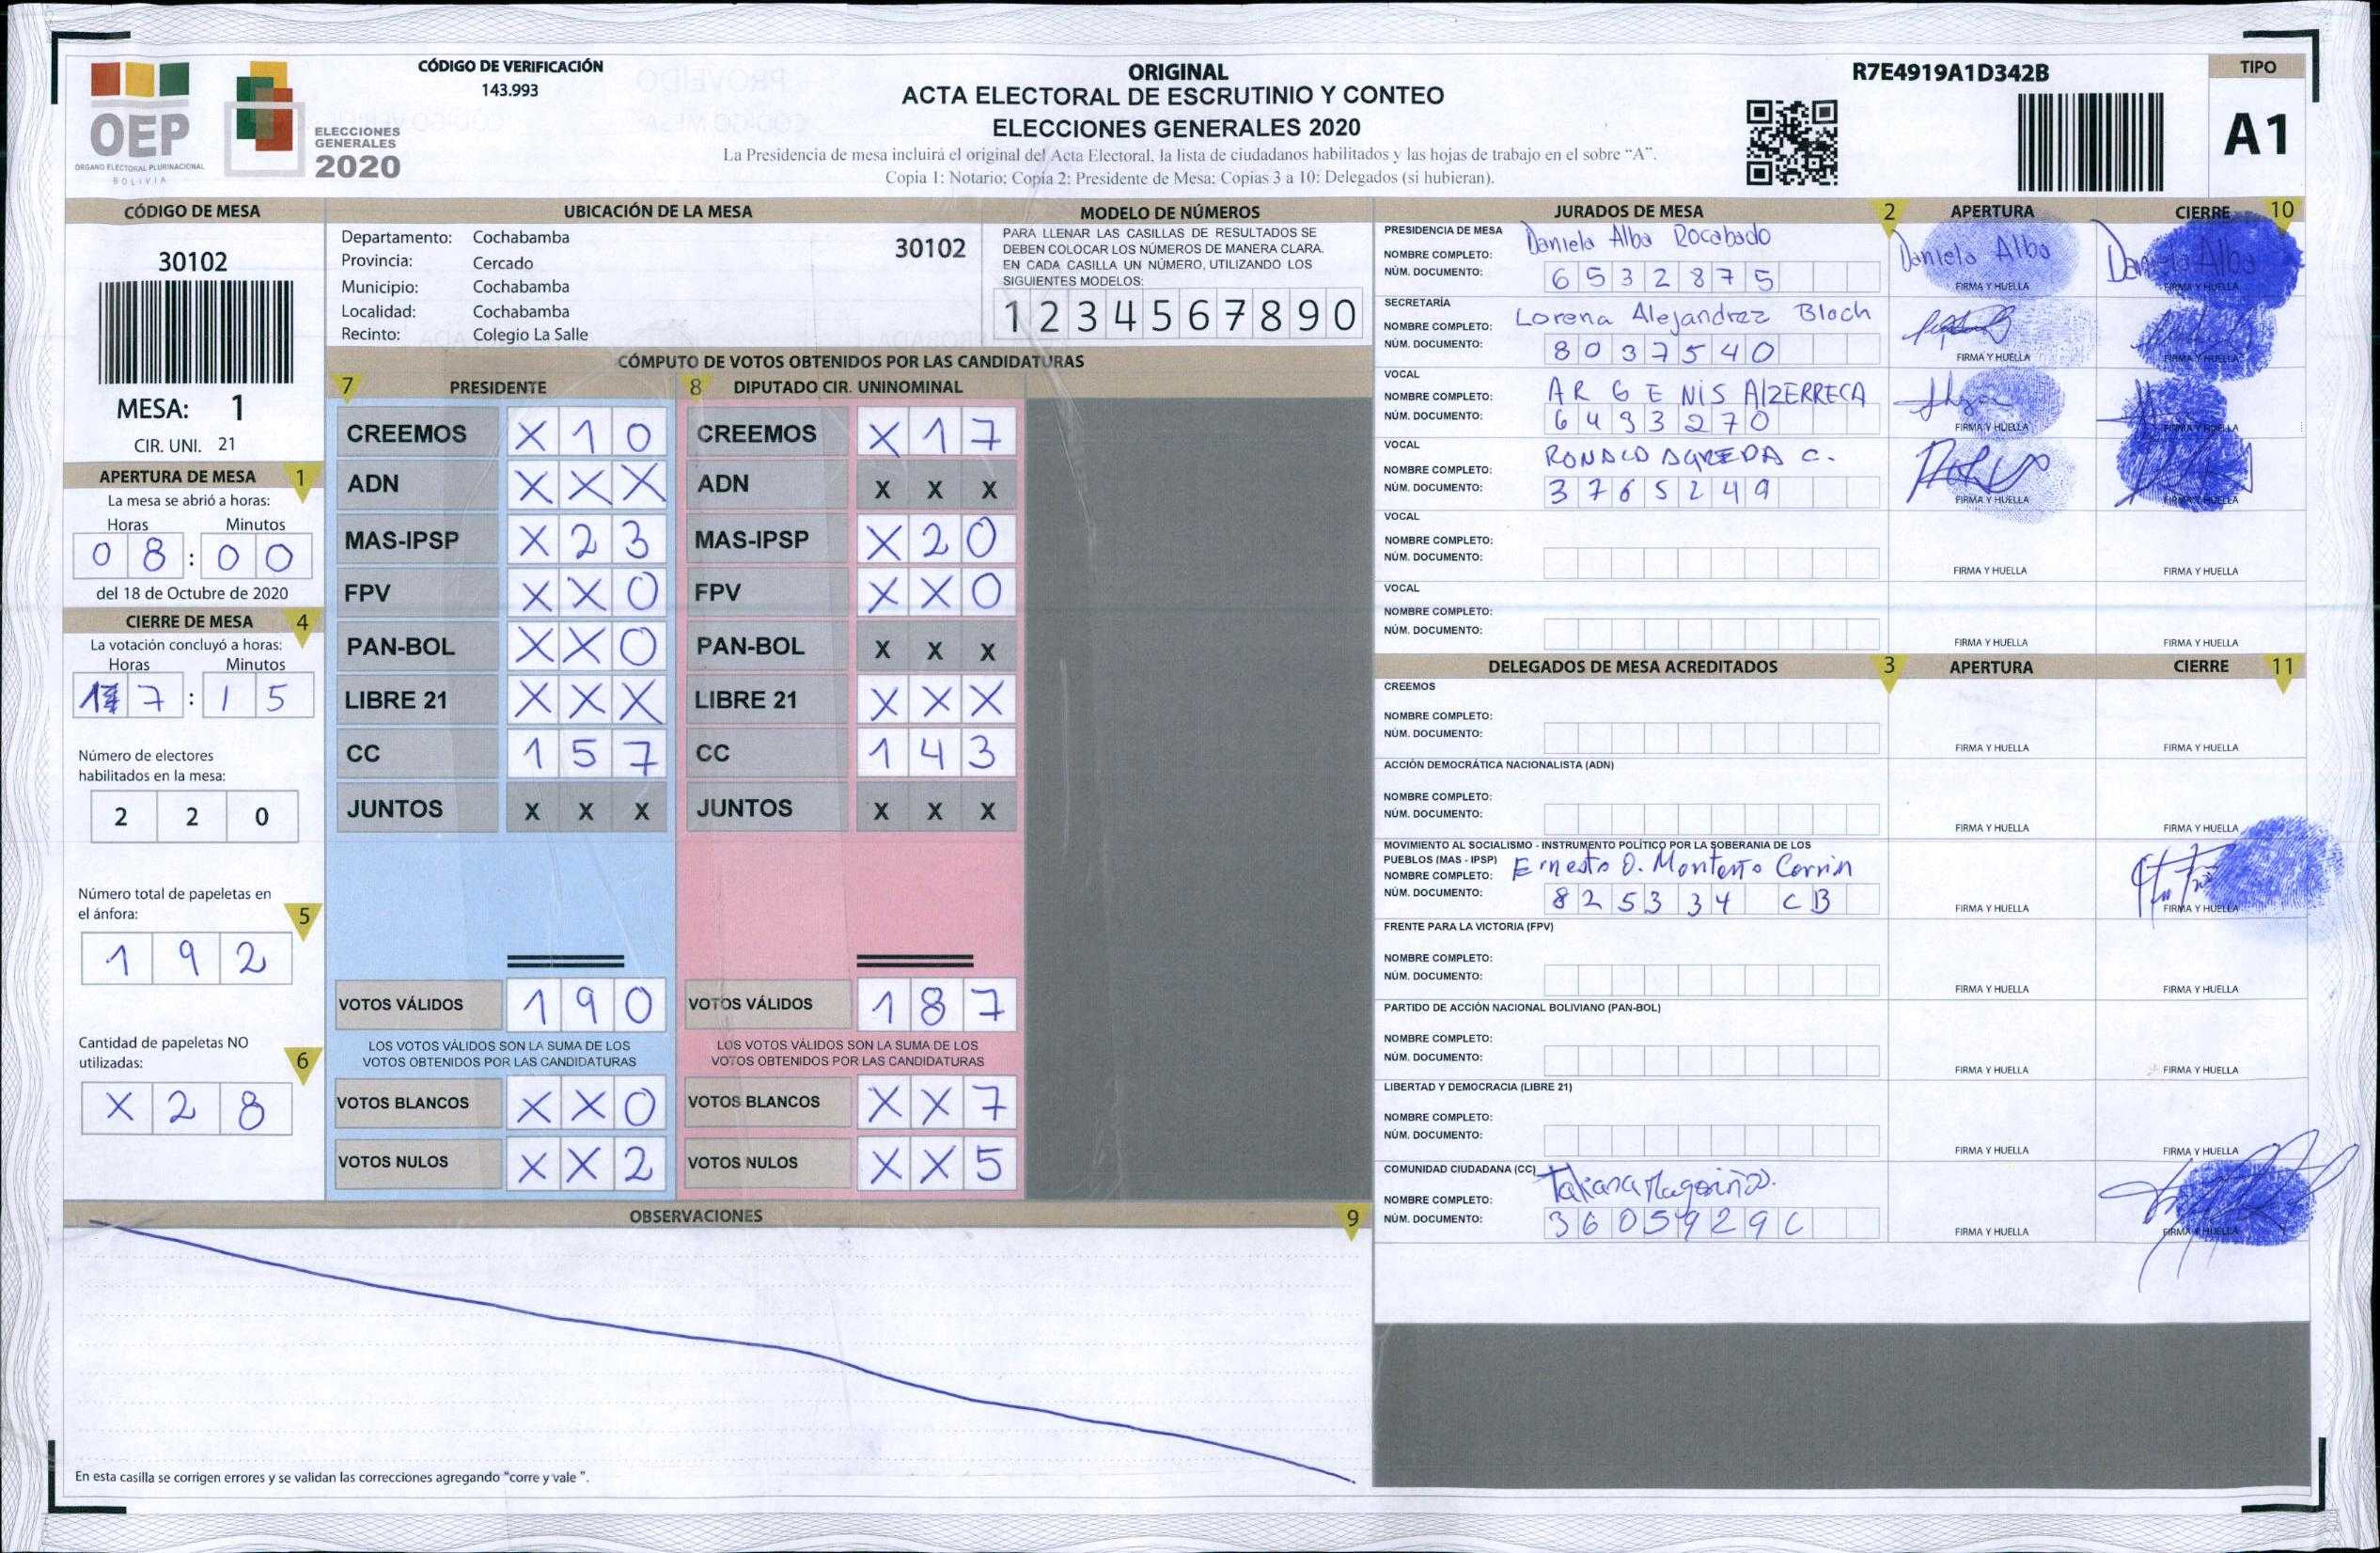 CÓDIGO DE VERIFICACIÓN
143.993
OEP
ÓRGANO ELECTORAL PLURINACIONAL
BOLIVIA
ELECCIONES
GENERALES
2020
ORIGINAL
ACTA ELECTORAL DE ESCRUTINIO Y CONTEO
ELECCIONES GENERALES 2020
La Presidencia de mesa incluirá el original del Acta Electoral, la lista de ciudadanos habilitados y las hojas de trabajo en el sobre “A”.
Copia 1: Notario; Copia 2: Presidente de Mesa; Copias 3 a 10: Delegados (si hubieran).
R7E4919A1D342B
TIPO
A1
CÓDIGO DE MESA
30102
MESA: 1
CIR. UNI. 21
APERTURA DE MESA 1
La mesa se abrió a horas:
Horas Minutos
0 8 : 0 0
del 18 de Octubre de 2020
CIERRE DE MESA 4
La votación concluyó a horas:
Horas Minutos
1 7 : 1 5
Número de electores
habilitados en la mesa:
2 2 0
Número total de papeletas en
el ánfora: 5
1 9 2
Cantidad de papeletas NO
utilizadas: 6
X 2 8
UBICACIÓN DE LA MESA
Departamento: Cochabamba 30102
Provincia: Cercado
Municipio: Cochabamba
Localidad: Cochabamba
Recinto: Colegio La Salle
MODELO DE NÚMEROS
PARA LLENAR LAS CASILLAS DE RESULTADOS SE
DEBEN COLOCAR LOS NÚMEROS DE MANERA CLARA.
EN CADA CASILLA UN NÚMERO, UTILIZANDO LOS
SIGUIENTES MODELOS:
1 2 3 4 5 6 7 8 9 0
CÓMPUTO DE VOTOS OBTENIDOS POR LAS CANDIDATURAS
7 PRESIDENTE 8 DIPUTADO CIR. UNINOMINAL
CREEMOS X 1 0 CREEMOS X 1 7
ADN X X X ADN X X X
MAS-IPSP X 2 3 MAS-IPSP X 2 0
FPV X X 0 FPV X X 0
PAN-BOL X X 0 PAN-BOL X X X
LIBRE 21 X X X LIBRE 21 X X X
CC 1 5 7 CC 1 4 3
JUNTOS X X X JUNTOS X X X
VOTOS VÁLIDOS 1 9 0 VOTOS VÁLIDOS 1 8 7
LOS VOTOS VÁLIDOS SON LA SUMA DE LOS LOS VOTOS VÁLIDOS SON LA SUMA DE LOS
VOTOS OBTENIDOS POR LAS CANDIDATURAS VOTOS OBTENIDOS POR LAS CANDIDATURAS
VOTOS BLANCOS X X 0 VOTOS BLANCOS X X 7
VOTOS NULOS X X 2 VOTOS NULOS X X 5
OBSERVACIONES 9
En esta casilla se corrigen errores y se validan las correcciones agregando "corre y vale ".
JURADOS DE MESA 2 APERTURA CIERRE 10
PRESIDENCIA DE MESA
NOMBRE COMPLETO: Daniela Alba Rocabado Daniela Alba Daniela Alba
NÚM. DOCUMENTO: 6 5 3 2 8 7 5
FIRMA Y HUELLA FIRMA Y HUELLA
SECRETARÍA
NOMBRE COMPLETO: Lorena Alejandraz Bloch
NÚM. DOCUMENTO: 8 0 3 7 5 4 0
FIRMA Y HUELLA FIRMA Y HUELLA
VOCAL
NOMBRE COMPLETO: ARGENIS AIZERRECA
NÚM. DOCUMENTO: 6 4 9 3 2 7 0
FIRMA Y HUELLA FIRMA Y HUELLA
VOCAL
NOMBRE COMPLETO: RONALD AGREDA C.
NÚM. DOCUMENTO: 3 7 6 5 2 4 9
FIRMA Y HUELLA FIRMA Y HUELLA
VOCAL
NOMBRE COMPLETO:
NÚM. DOCUMENTO:
FIRMA Y HUELLA FIRMA Y HUELLA
VOCAL
NOMBRE COMPLETO:
NÚM. DOCUMENTO:
FIRMA Y HUELLA FIRMA Y HUELLA
DELEGADOS DE MESA ACREDITADOS 3 APERTURA CIERRE 11
CREEMOS
NOMBRE COMPLETO:
NÚM. DOCUMENTO:
FIRMA Y HUELLA FIRMA Y HUELLA
ACCIÓN DEMOCRÁTICA NACIONALISTA (ADN)
NOMBRE COMPLETO:
NÚM. DOCUMENTO:
FIRMA Y HUELLA FIRMA Y HUELLA
MOVIMIENTO AL SOCIALISMO - INSTRUMENTO POLÍTICO POR LA SOBERANIA DE LOS
PUEBLOS (MAS - IPSP)
NOMBRE COMPLETO: Ernesto O.
NÚM. DOCUMENTO: 8 2 5 3 3 4 C B
FIRMA Y HUELLA FIRMA Y HUELLA
FRENTE PARA LA VICTORIA (FPV)
NOMBRE COMPLETO:
NÚM. DOCUMENTO:
FIRMA Y HUELLA FIRMA Y HUELLA
PARTIDO DE ACCIÓN NACIONAL BOLIVIANO (PAN-BOL)
NOMBRE COMPLETO:
NÚM. DOCUMENTO:
FIRMA Y HUELLA FIRMA Y HUELLA
LIBERTAD Y DEMOCRACIA (LIBRE 21)
NOMBRE COMPLETO:
NÚM. DOCUMENTO:
FIRMA Y HUELLA FIRMA Y HUELLA
COMUNIDAD CIUDADANA (CC)
NOMBRE COMPLETO:
NÚM. DOCUMENTO: 3 6 0 5 9 2 9 C
FIRMA Y HUELLA FIRMA Y HUELLA